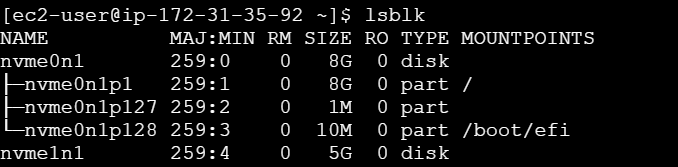 [ec2-user@ip-172-31-35-92 ~]$ lsblk
NAME          MAJ:MIN RM SIZE RO TYPE MOUNTPOINTS
nvme0n1       259:0    0   8G  0 disk
├─nvme0n1p1   259:1    0   8G  0 part /
├─nvme0n1p127 259:2    0   1M  0 part
└─nvme0n1p128 259:3    0  10M  0 part /boot/efi
nvme1n1       259:4    0   5G  0 disk